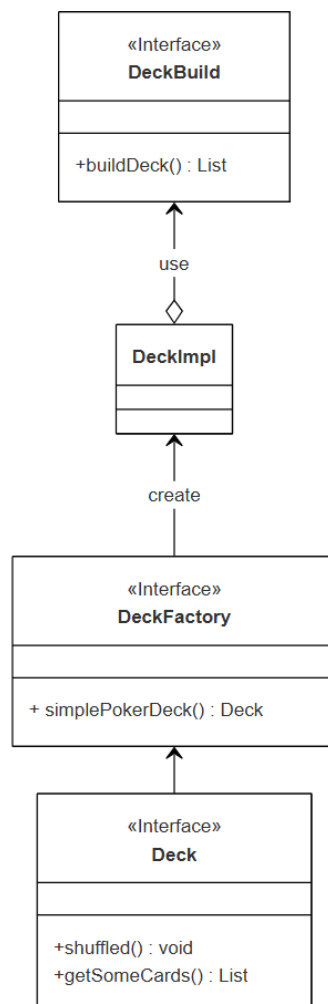 «Interface»
DeckBuild
+buildDeck() : List
use
DeckImpl
create
«Interface»
DeckFactory
+ simplePokerDeck() : Deck
«Interface»
Deck
+shuffled() : void
+getSomeCards() : List